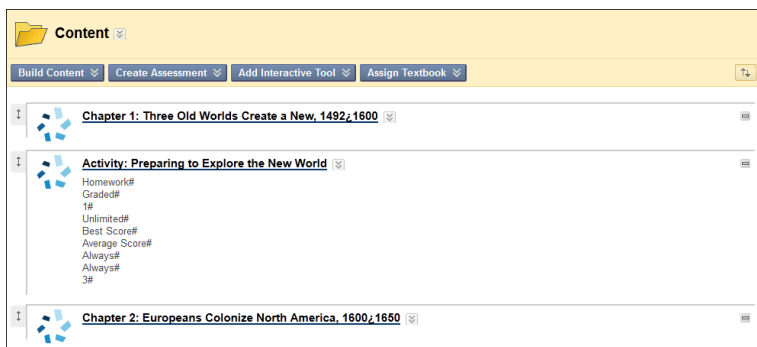 Content
Build Content Create Assessment Add Interactive Tool Assign Textbook
Chapter 1: Three Old Worlds Create a New, 1492¿1600
Activity: Preparing to Explore the New World
Homework#
Graded#
1#
Unlimited#
Best Score#
Average Score#
Always#
Always#
3#
Chapter 2: Europeans Colonize North America, 1600¿1650